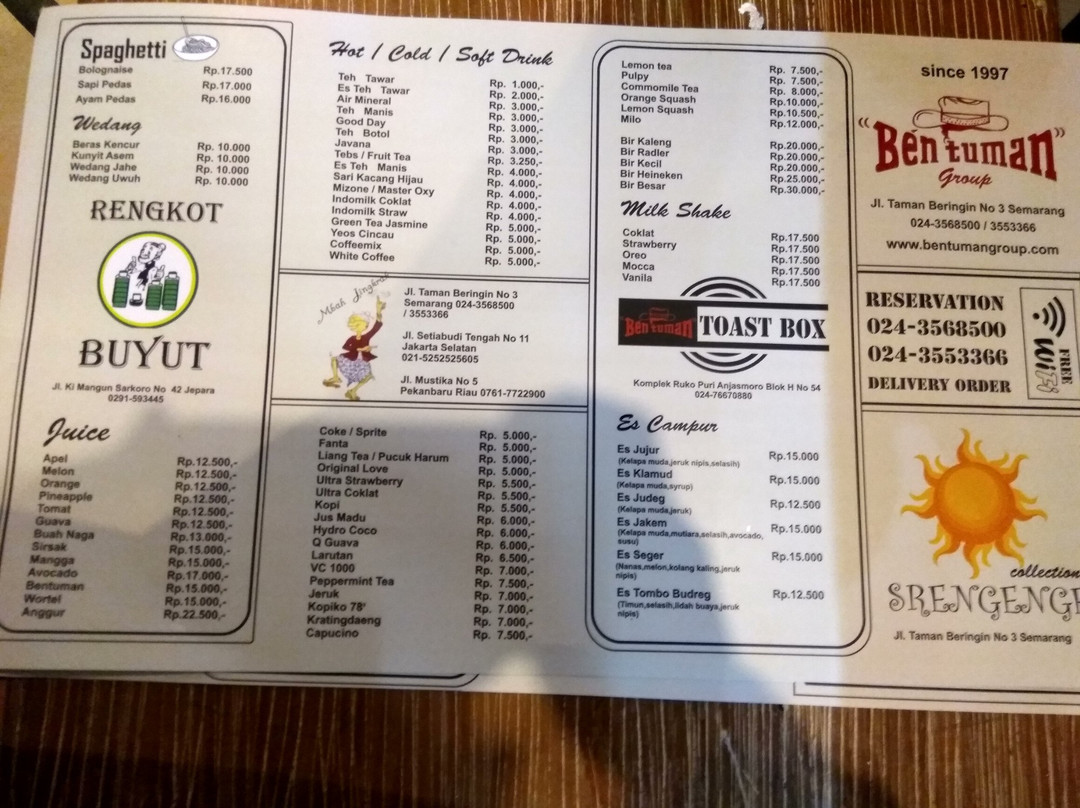 Spaghetti
Bolognaise Rp.17.500
Sapi Pedas Rp.17.000
Ayam Pedas Rp.16.000
Wedang
Beras Kencur Rp. 10.000
Kunyit Asem Rp. 10.000
Wedang Jahe Rp. 10.000
Wedang Uwuh Rp. 10.000
RENGKOT
BUYUT
Jl. Ki Mangun Sarkoro No 42 Jepara
0291-593445
Juice
Apel Rp.12.500,-
Melon Rp.12.500,-
Orange Rp.12.500,-
Pineapple Rp.12.500,-
Tomat Rp.12.500,-
Guava Rp.12.500,-
Buah Naga Rp.13.000,-
Sirsak Rp.15.000,-
Mangga Rp.15.000,-
Avocado Rp.17.000,-
Bentuman Rp.15.000,-
Wortel Rp.15.000,-
Anggur Rp.22.500,-
Hot / Cold / Soft Drink
Teh Tawar Rp. 1.000,-
Es Teh Tawar Rp. 2.000,-
Air Mineral Rp. 3.000,-
Teh Manis Rp. 3.000,-
Good Day Rp. 3.000,-
Teh Botol Rp. 3.000,-
Javana Rp. 3.250,-
Tebs / Fruit Tea Rp. 4.000,-
Es Teh Manis Rp. 4.000,-
Sari Kacang Hijau Rp. 4.000,-
Mizone / Master Oxy Rp. 4.000,-
Indomilk Coklat Rp. 5.000,-
Indomilk Straw Rp. 5.000,-
Green Tea Jasmine Rp. 5.000,-
Yeos Cincau Rp. 5.000,-
Coffeemix
White Coffee
Mbah Jingkrak
Jl. Taman Beringin No 3
Semarang 024-3568500
/ 3553366
Jl. Setiabudi Tengah No 11
Jakarta Selatan
021-5252525605
Jl. Mustika No 5
Pekanbaru Riau 0761-7722900
Coke / Sprite Rp. 5.000,-
Fanta Rp. 5.000,-
Liang Tea / Pucuk Harum Rp. 5.000,-
Original Love Rp. 5.000,-
Ultra Strawberry Rp. 5.500,-
Ultra Coklat Rp. 5.500,-
Kopi Rp. 5.500,-
Jus Madu Rp. 6.000,-
Hydro Coco Rp. 6.000,-
Q Guava Rp. 6.000,-
Larutan Rp. 6.500,-
VC 1000 Rp. 7.000,-
Peppermint Tea Rp. 7.500,-
Jeruk Rp. 7.000,-
Kopiko 78° Rp. 7.000,-
Kratingdaeng Rp. 7.000,-
Capucino Rp. 7.500,-
Lemon tea Rp. 7.500,-
Pulpy Rp. 7.500,-
Commomile Tea Rp. 8.000,-
Orange Squash Rp.10.000,-
Lemon Squash Rp.10.500,-
Milo Rp.12.000,-
Bir Kaleng Rp.20.000,-
Bir Radler Rp.20.000,-
Bir Kecil Rp.20.000,-
Bir Heineken Rp.25.000,-
Bir Besar Rp.30.000,-
Milk Shake
Coklat Rp.17.500
Strawberry Rp.17.500
Oreo Rp.17.500
Mocca Rp.17.500
Vanila Rp.17.500
Bentuman TOAST BOX
Komplek Ruko Puri Anjasmoro Blok H No 54
024-76670880
Es Campur
Es Jujur Rp.15.000
(Kelapa muda,jeruk nipis,selasih)
Es Klamud Rp.15.000
(Kelapa muda,syrup)
Es Judeg Rp.12.500
(Kelapa muda,jeruk)
Es Jakem Rp.15.000
(Kelapa muda,mutiara,selasih,avocado,
susu)
Es Seger Rp.15.000
(Nanas,melon,kolang kaling,jeruk
nipis)
Es Tombo Budreg Rp.12.500
(Timun,selasih,lidah buaya,jeruk
nipis)
since 1997
"Bentuman"
Group
Jl. Taman Beringin No 3 Semarang
024-3568500 / 3553366
www.bentumangroup.com
RESERVATION
024-3568500
024-3553366
DELIVERY ORDER
FREE
Wifi
collection
SRENGENGE
Jl. Taman Beringin No 3 Semarang